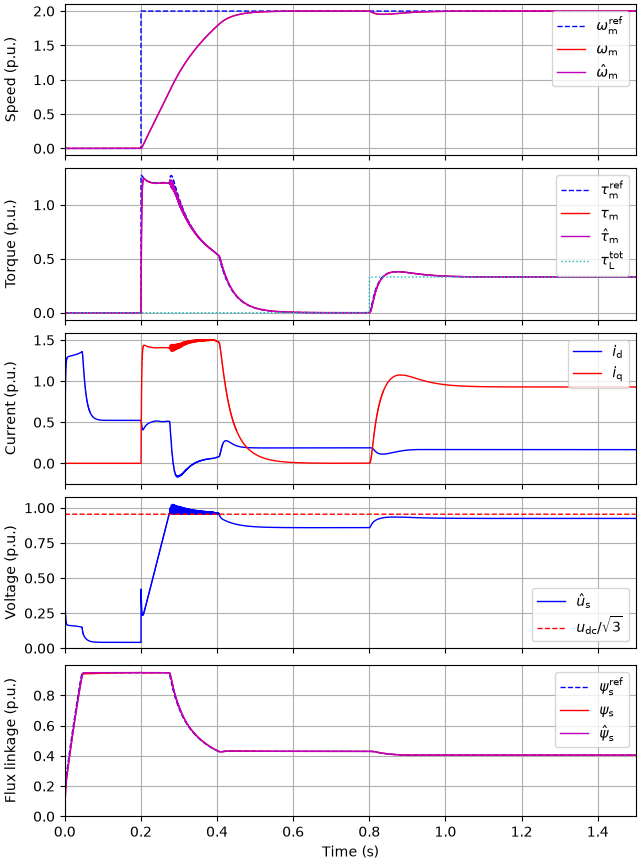 Speed (p.u.)
2.0
1.5
1.0
0.5
0.0
ω_m^ref
ω_m
ω̂_m
Torque (p.u.)
1.0
0.5
0.0
τ_m^ref
τ_m
τ̂_m
τ_L^tot
Current (p.u.)
1.5
1.0
0.5
0.0
i_d
i_q
Voltage (p.u.)
1.00
0.75
0.50
0.25
0.00
û_s
u_dc/√3
Flux linkage (p.u.)
0.8
0.6
0.4
0.2
0.0
ψ_s^ref
ψ_s
ψ̂_s
0.0 0.2 0.4 0.6 0.8 1.0 1.2 1.4
Time (s)